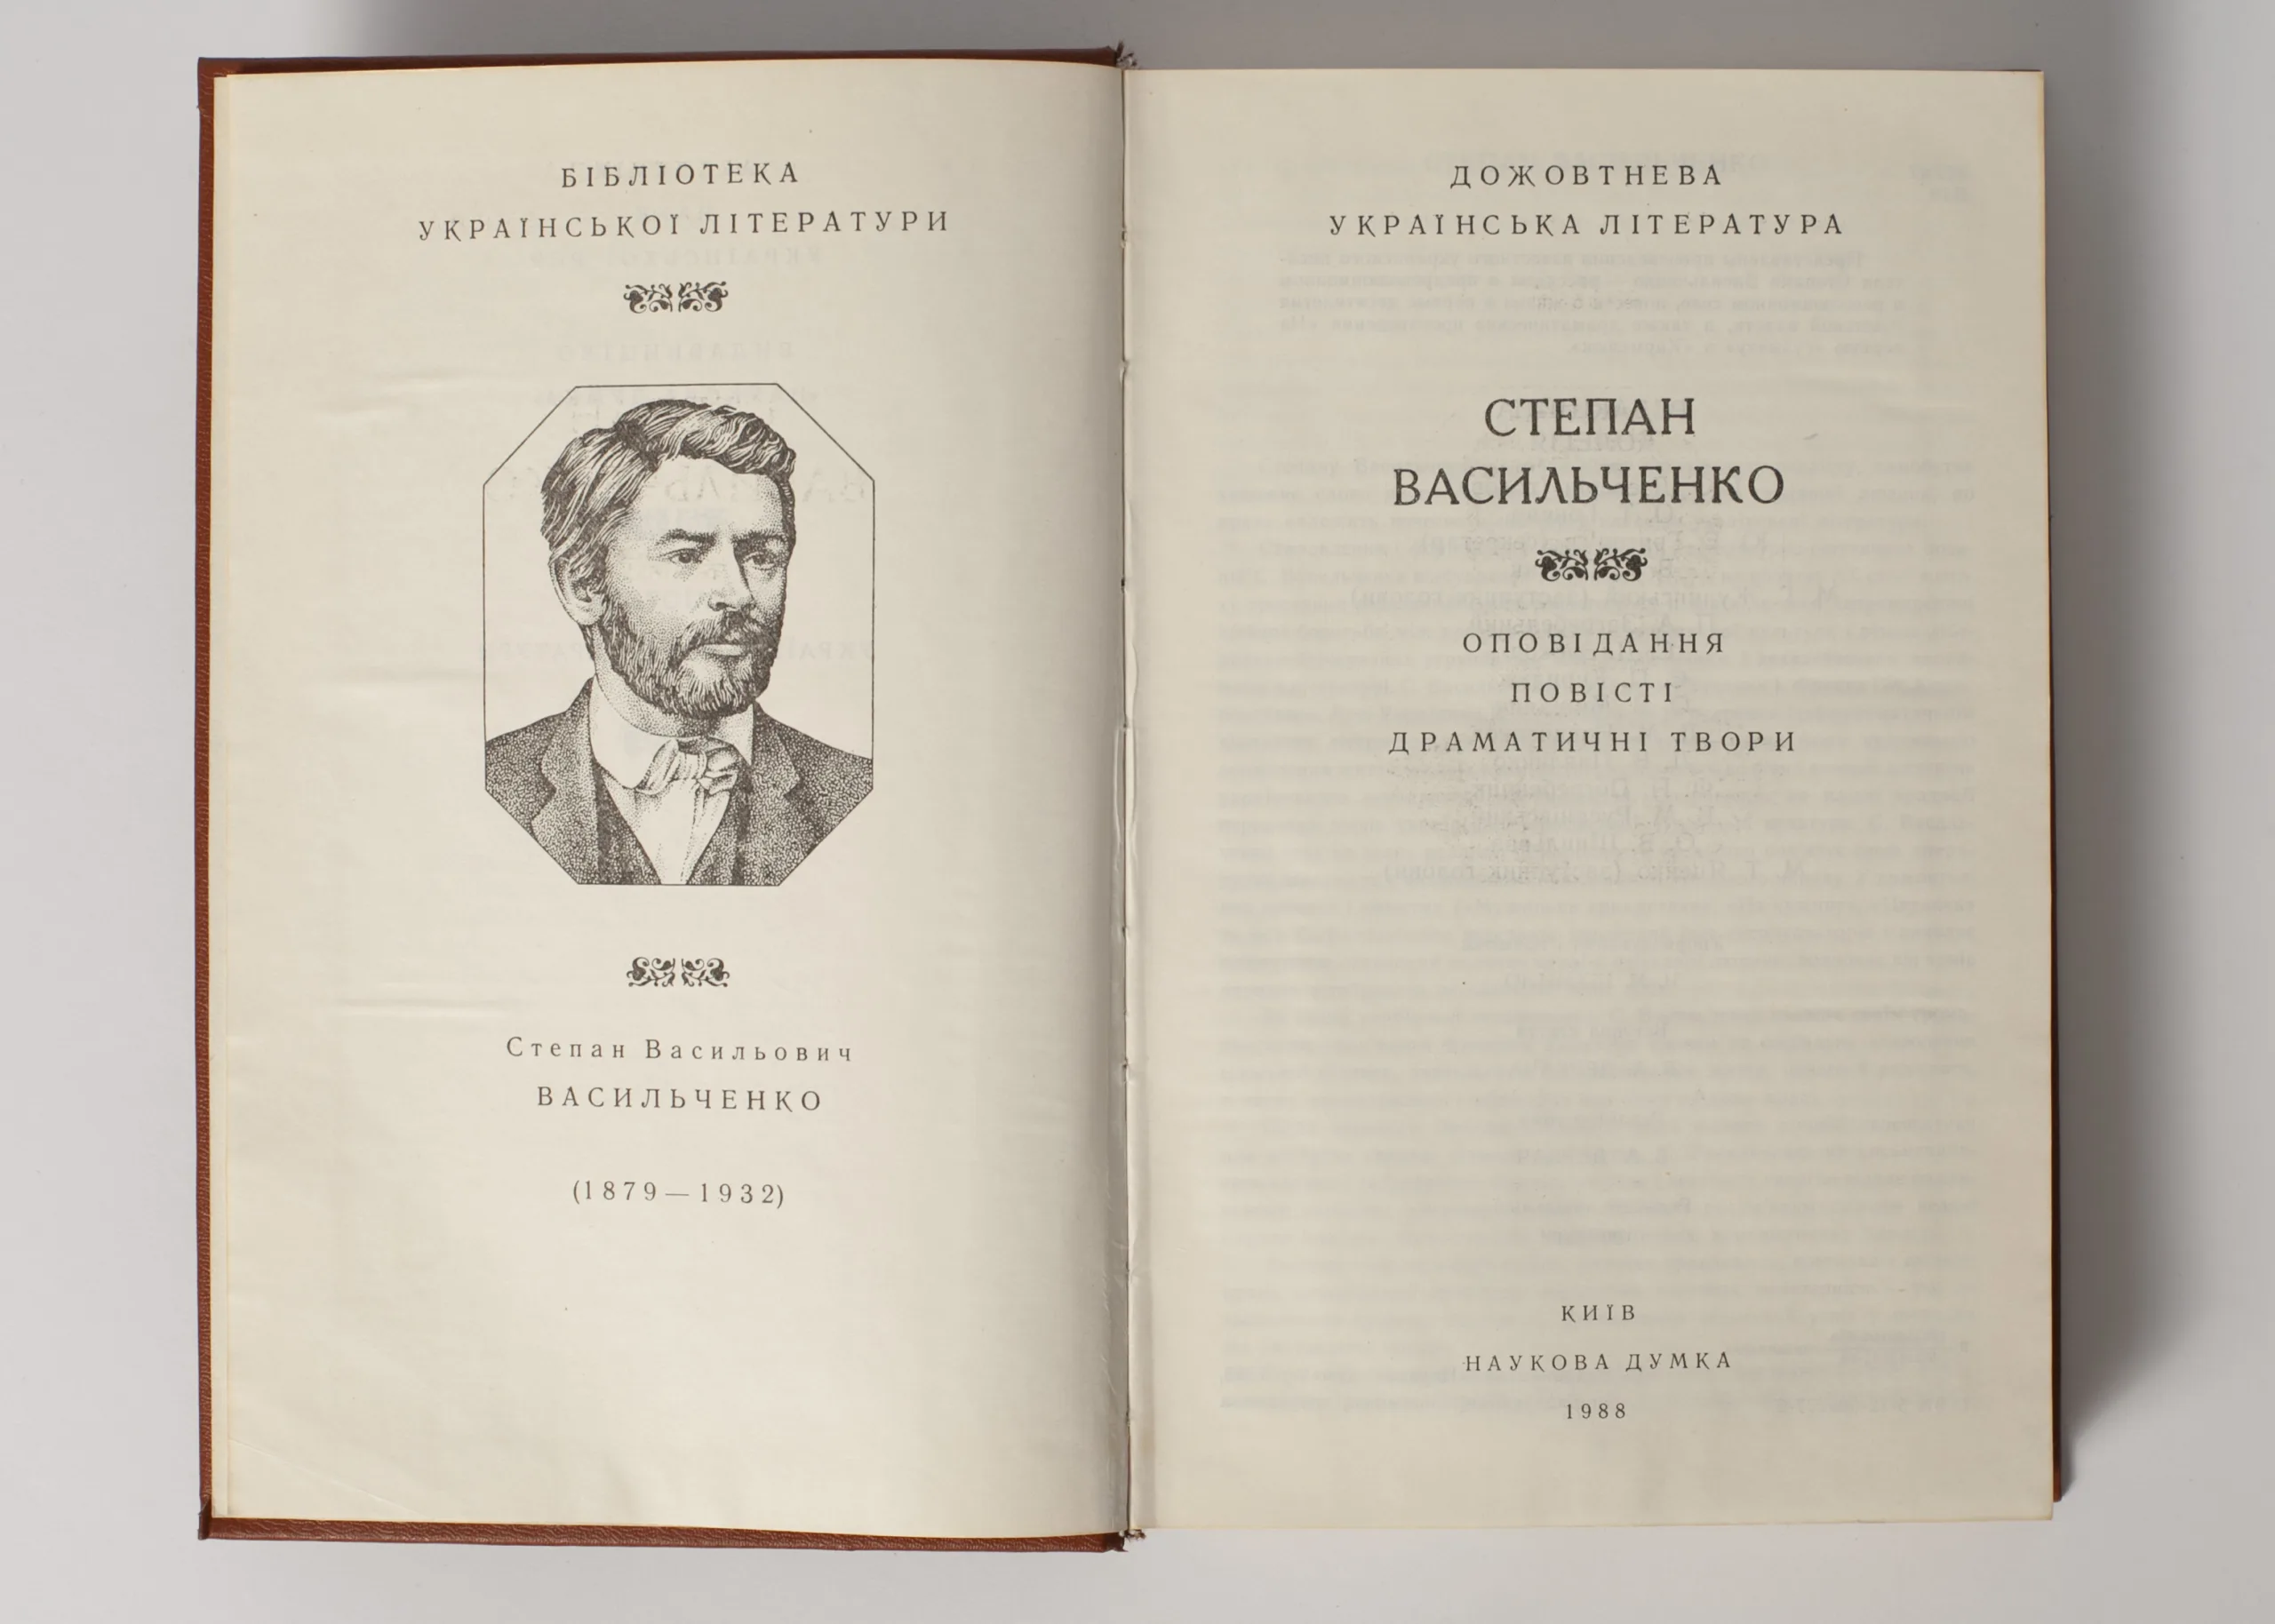 БІБЛІОТЕКА
УКРАЇНСЬКОЇ ЛІТЕРАТУРИ
Степан Васильович
ВАСИЛЬЧЕНКО
(1879—1932)
ДОЖОВТНЕВА
УКРАЇНСЬКА ЛІТЕРАТУРА
СТЕПАН
ВАСИЛЬЧЕНКО
ОПОВІДАННЯ
ПОВІСТІ
ДРАМАТИЧНІ ТВОРИ
КИЇВ
НАУКОВА ДУМКА
1988